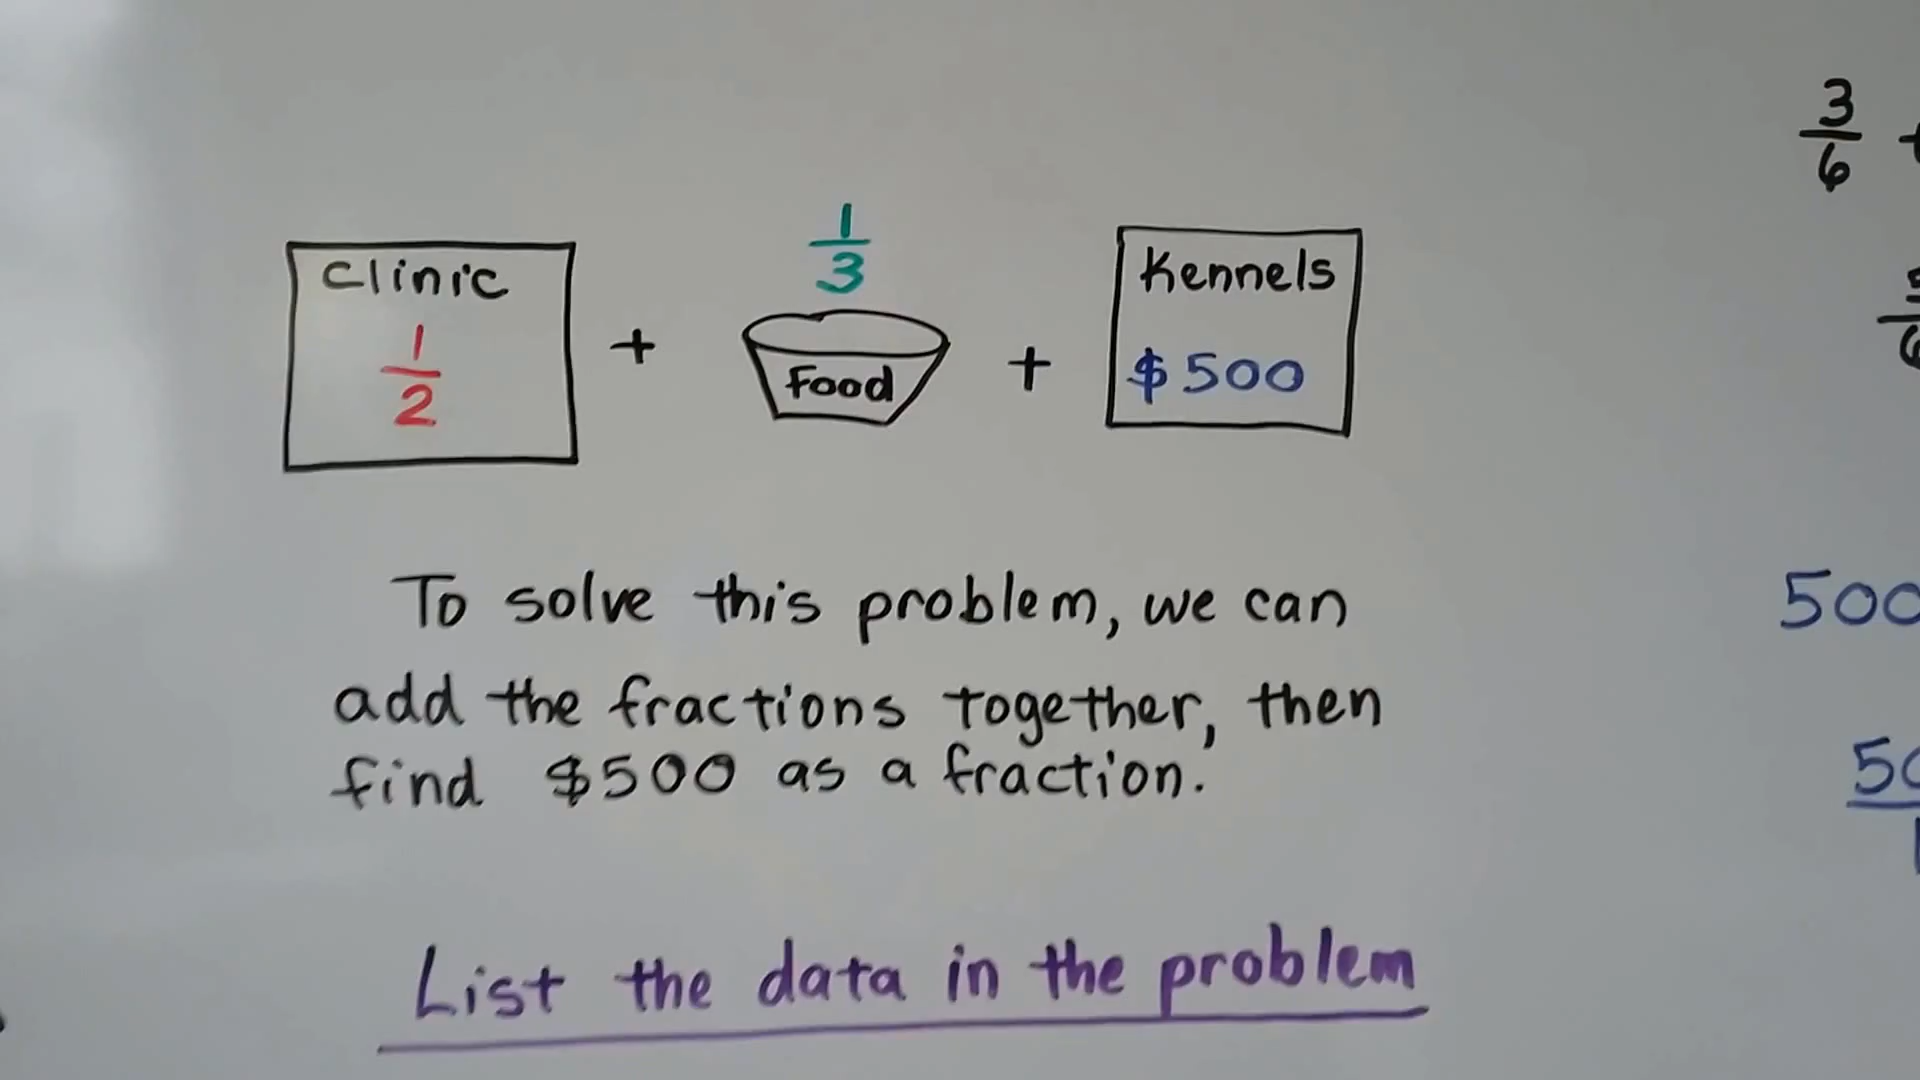 Clinic
1/2
+
1/3
Food
+
Kennels
$500
To solve this problem, we can
add the fractions together, then
find $500 as a fraction.
List the data in the problem
3/6 +
500